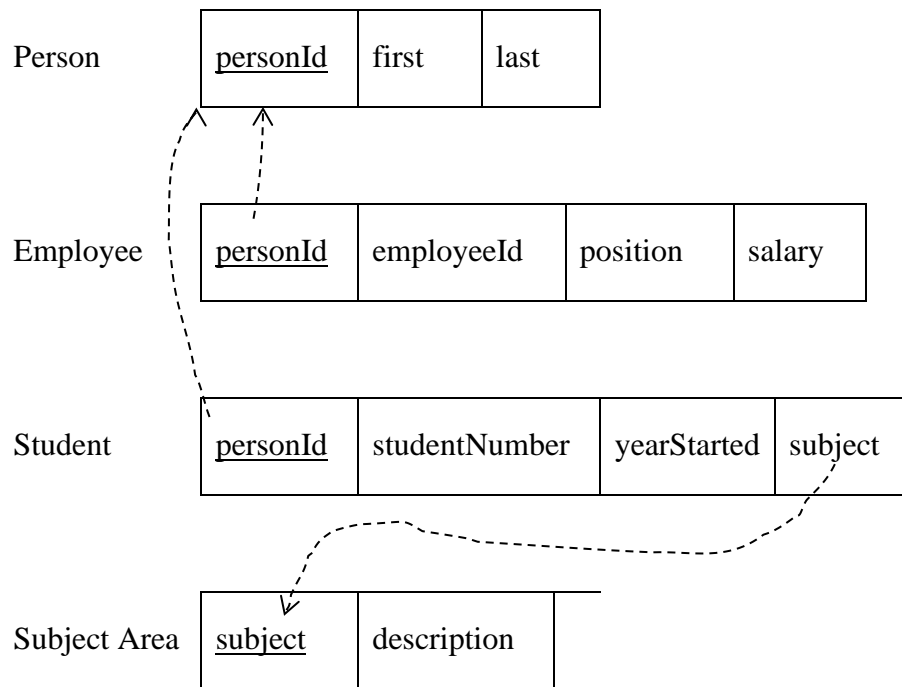 Person personId first last
Employee personId employeeId position salary
Student personId studentNumber yearStarted subject
Subject Area subject description